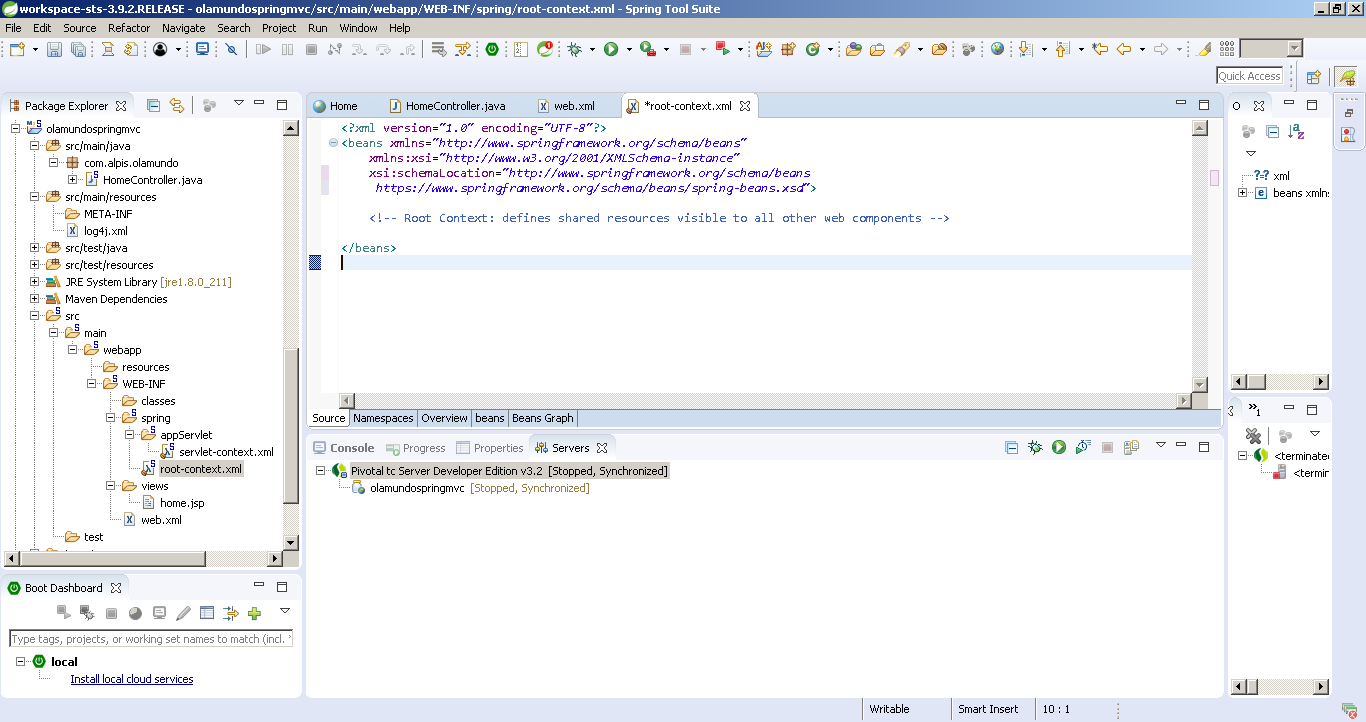 workspace-sts-3.9.2.RELEASE - olamundospringmvc/src/main/webapp/WEB-INF/spring/root-context.xml - Spring Tool Suite
File Edit Source Refactor Navigate Search Project Run Window Help
Quick Access
Package Explorer
olamundospringmvc
src/main/java
com.alpis.olamundo
HomeController.java
src/main/resources
META-INF
log4j.xml
src/test/java
src/test/resources
JRE System Library [jre1.8.0_211]
Maven Dependencies
src
main
webapp
resources
WEB-INF
classes
spring
appServlet
servlet-context.xml
root-context.xml
views
home.jsp
web.xml
test
Boot Dashboard
Type tags, projects, or working set names to match (incl. *
local
Install local cloud services
Home HomeController.java web.xml *root-context.xml
<?xml version="1.0" encoding="UTF-8"?>
<beans xmlns="http://www.springframework.org/schema/beans"
xmlns:xsi="http://www.w3.org/2001/XMLSchema-instance"
xsi:schemaLocation="http://www.springframework.org/schema/beans
https://www.springframework.org/schema/beans/spring-beans.xsd">
<!-- Root Context: defines shared resources visible to all other web components -->
</beans>
Source Namespaces Overview beans Beans Graph
Console Progress Properties Servers
Pivotal tc Server Developer Edition v3.2 [Stopped, Synchronized]
olamundospringmvc [Stopped, Synchronized]
O
?=? xml
beans xmlns
1
<terminate
<termin
Writable Smart Insert 10 : 1